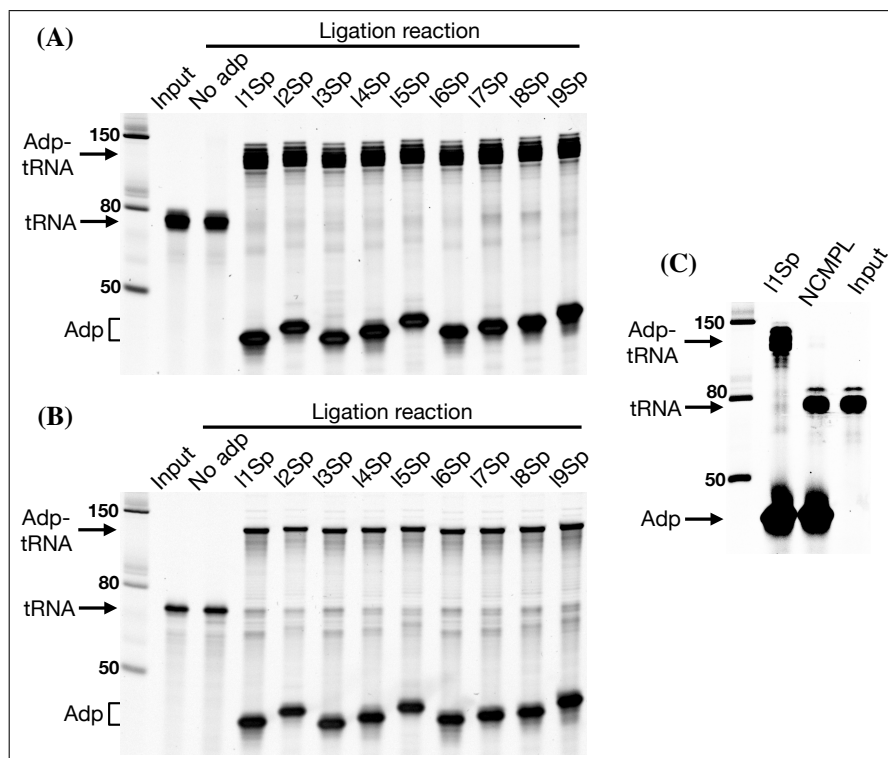 (A)
Ligation reaction
Input
No adp
I1Sp
I2Sp
I3Sp
I4Sp
I5Sp
I6Sp
I7Sp
I8Sp
I9Sp
150
Adp-
tRNA
80
tRNA
50
Adp
(B)
Ligation reaction
Input
No adp
I1Sp
I2Sp
I3Sp
I4Sp
I5Sp
I6Sp
I7Sp
I8Sp
I9Sp
150
Adp-
tRNA
80
tRNA
50
Adp
(C)
I1Sp
NCMPL
Input
150
Adp-
tRNA
80
tRNA
50
Adp